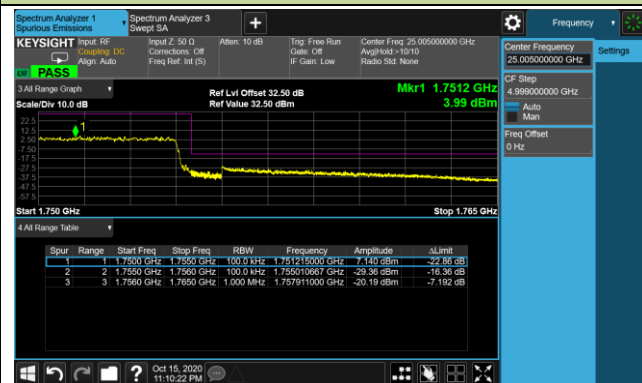 Spectrum Analyzer 1
Spurious Emissions
Spectrum Analyzer 3
Swept SA
Frequency
KEYSIGHT
Input: RF
Coupling: DC
Align: Auto
Input Z: 50 Ω
Corrections: Off
Freq Ref: Int (S)
Atten: 10 dB
Trig: Free Run
Gate: Off
IF Gain: Low
Center Freq: 25.005000000 GHz
Avg|Hold:>10/10
Radio Std: None
PASS
Center Frequency
25.005000000 GHz
Settings
CF Step
4.999000000 GHz
Auto
Man
Freq Offset
0 Hz
3 All Range Graph
Ref Lvl Offset 32.50 dB
Mkr1 1.7512 GHz
Scale/Div 10.0 dB
Ref Value 32.50 dBm
3.99 dBm
1
22.5
12.5
2.50
-7.50
-17.5
-27.5
-37.5
-47.5
-57.5
Start 1.750 GHz
Stop 1.765 GHz
4 All Range Table
Spur Range Start Freq Stop Freq RBW Frequency Amplitude ΔLimit
1 1 1.7500 GHz 1.7550 GHz 100.0 kHz 1.751215000 GHz 7.140 dBm -22.86 dB
2 2 1.7550 GHz 1.7560 GHz 100.0 kHz 1.755010667 GHz -29.36 dBm -16.36 dB
3 3 1.7560 GHz 1.7650 GHz 1.000 MHz 1.757911000 GHz -20.19 dBm -7.192 dB
Oct 15, 2020
11:10:22 PM